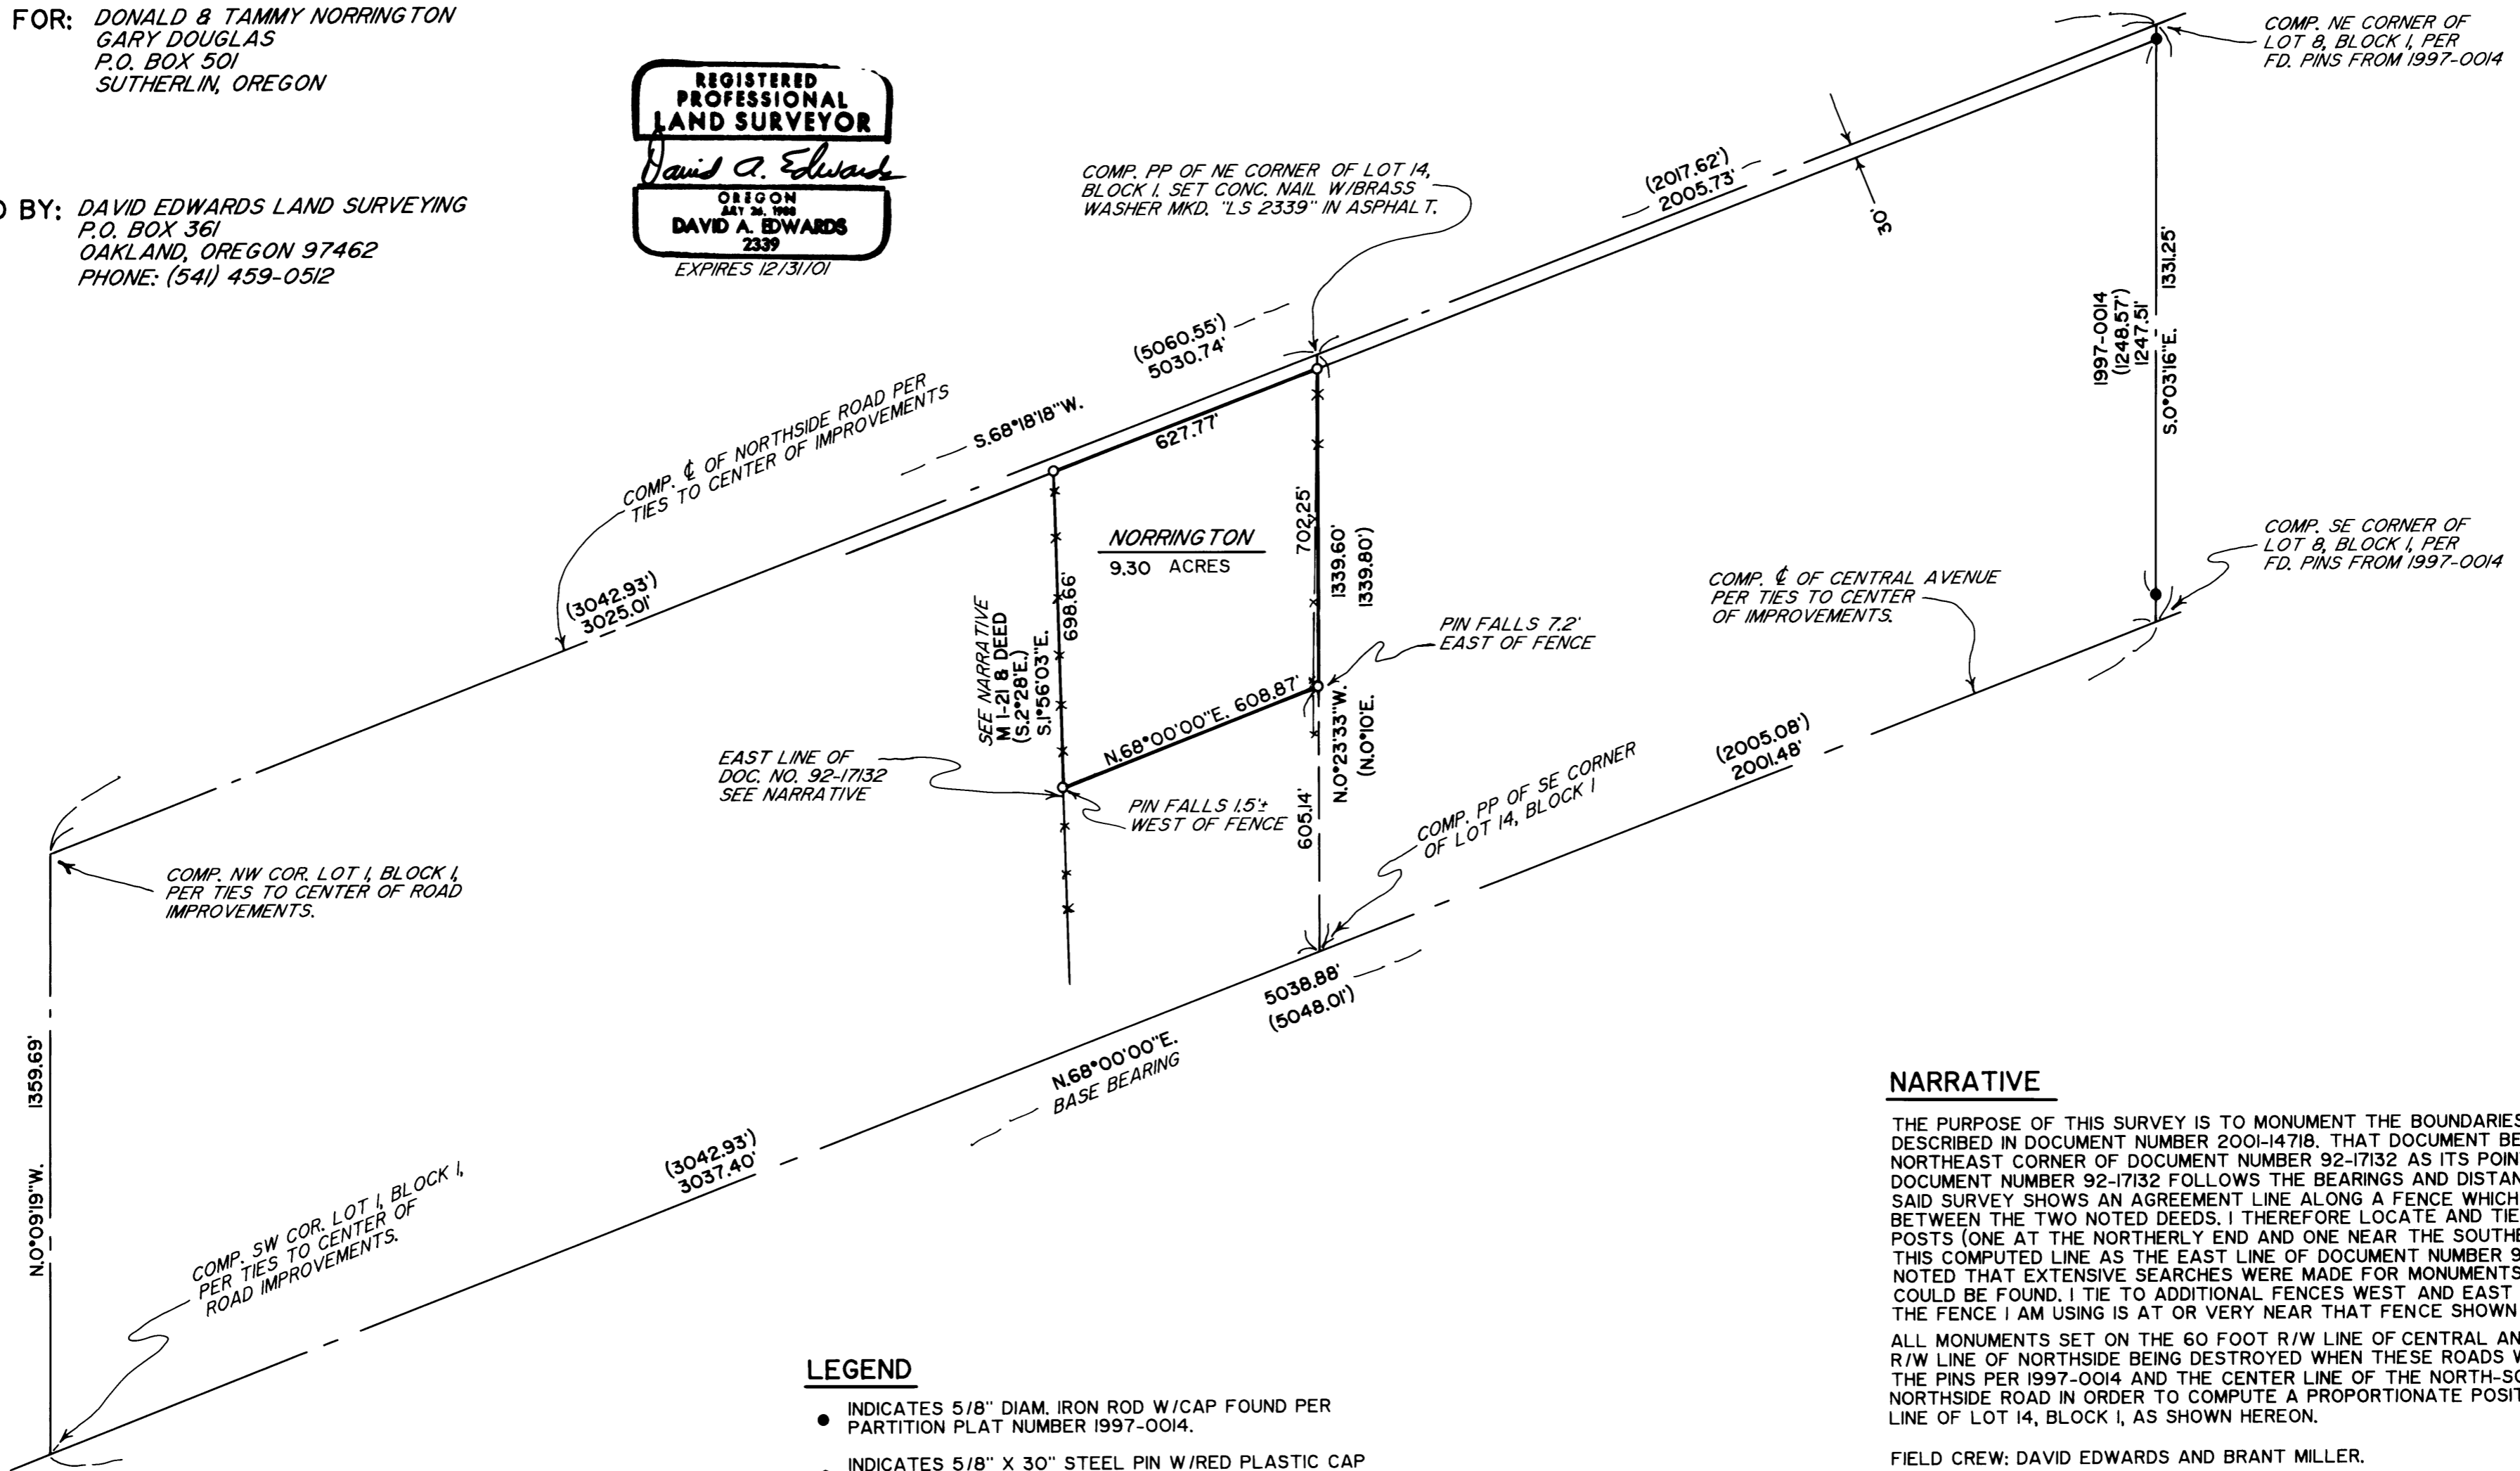 FOR: DONALD & TAMMY NORRINGTON
GARY DOUGLAS
P.O. BOX 501
SUTHERLIN, OREGON
BY: DAVID EDWARDS LAND SURVEYING
P.O. BOX 361
OAKLAND, OREGON 97462
PHONE: (541) 459-0512
REGISTERED
PROFESSIONAL
LAND SURVEYOR
David A. Edwards
OREGON
DAVID A. EDWARDS
2339
EXPIRES 12/31/01
COMP. PP OF NE CORNER OF LOT 14,
BLOCK 1. SET CONC. NAIL W/BRASS
WASHER MKD. "LS 2339" IN ASPHALT.
COMP. NE CORNER OF
LOT 8, BLOCK 1, PER
FD. PINS FROM 1997-0014
(2017.62')
2005.73'
30'
1997-0014
(1248.57')
1247.51'
S.0°03'16"E. 1331.25'
(5060.55')
5030.74'
S.68°18'18"W.
627.77'
COMP. ℄ OF NORTHSIDE ROAD PER
TIES TO CENTER OF IMPROVEMENTS
(3042.93')
3025.01'
NORRINGTON
9.30 ACRES
702.25'
1339.60'
(1339.80')
SEE NARRATIVE
M 1-21 & DEED
(S.2°28'E.)
S.1°56'03"E.
698.66'
N.68°00'00"E. 608.87'
PIN FALLS 7.2'
EAST OF FENCE
N.0°23'33"W.
(N.0°10'E.
605.14'
EAST LINE OF
DOC. NO. 92-17132
SEE NARRATIVE
PIN FALLS 1.5'±
WEST OF FENCE
COMP. PP OF SE CORNER
OF LOT 14, BLOCK 1
COMP. ℄ OF CENTRAL AVENUE
PER TIES TO CENTER
OF IMPROVEMENTS.
COMP. SE CORNER OF
LOT 8, BLOCK 1, PER
FD. PINS FROM 1997-0014
(2005.08')
2001.48'
COMP. NW COR. LOT 1, BLOCK 1,
PER TIES TO CENTER OF ROAD
IMPROVEMENTS.
N.0°09'19"W. 1359.69'
5038.88'
(5048.01')
N.68°00'00"E.
BASE BEARING
(3042.93')
3037.40'
COMP. SW COR. LOT 1, BLOCK 1,
PER TIES TO CENTER OF
ROAD IMPROVEMENTS.
LEGEND
INDICATES 5/8" DIAM. IRON ROD W/CAP FOUND PER
PARTITION PLAT NUMBER 1997-0014.
INDICATES 5/8" X 30" STEEL PIN W/RED PLASTIC CAP
NARRATIVE
THE PURPOSE OF THIS SURVEY IS TO MONUMENT THE BOUNDARIES
DESCRIBED IN DOCUMENT NUMBER 2001-14718. THAT DOCUMENT BE
NORTHEAST CORNER OF DOCUMENT NUMBER 92-17132 AS ITS POIN
DOCUMENT NUMBER 92-17132 FOLLOWS THE BEARINGS AND DISTAN
SAID SURVEY SHOWS AN AGREEMENT LINE ALONG A FENCE WHICH
BETWEEN THE TWO NOTED DEEDS. I THEREFORE LOCATE AND TIE
POSTS (ONE AT THE NORTHERLY END AND ONE NEAR THE SOUTHE
THIS COMPUTED LINE AS THE EAST LINE OF DOCUMENT NUMBER 9
NOTED THAT EXTENSIVE SEARCHES WERE MADE FOR MONUMENTS
COULD BE FOUND. I TIE TO ADDITIONAL FENCES WEST AND EAST
THE FENCE I AM USING IS AT OR VERY NEAR THAT FENCE SHOWN
ALL MONUMENTS SET ON THE 60 FOOT R/W LINE OF CENTRAL AN
R/W LINE OF NORTHSIDE BEING DESTROYED WHEN THESE ROADS W
THE PINS PER 1997-0014 AND THE CENTER LINE OF THE NORTH-SO
NORTHSIDE ROAD IN ORDER TO COMPUTE A PROPORTIONATE POSIT
LINE OF LOT 14, BLOCK 1, AS SHOWN HEREON.
FIELD CREW: DAVID EDWARDS AND BRANT MILLER.